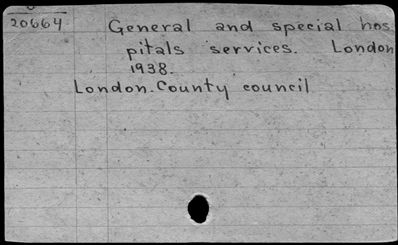 20664 General and special hos
pitals services. London
1938.
London. County council